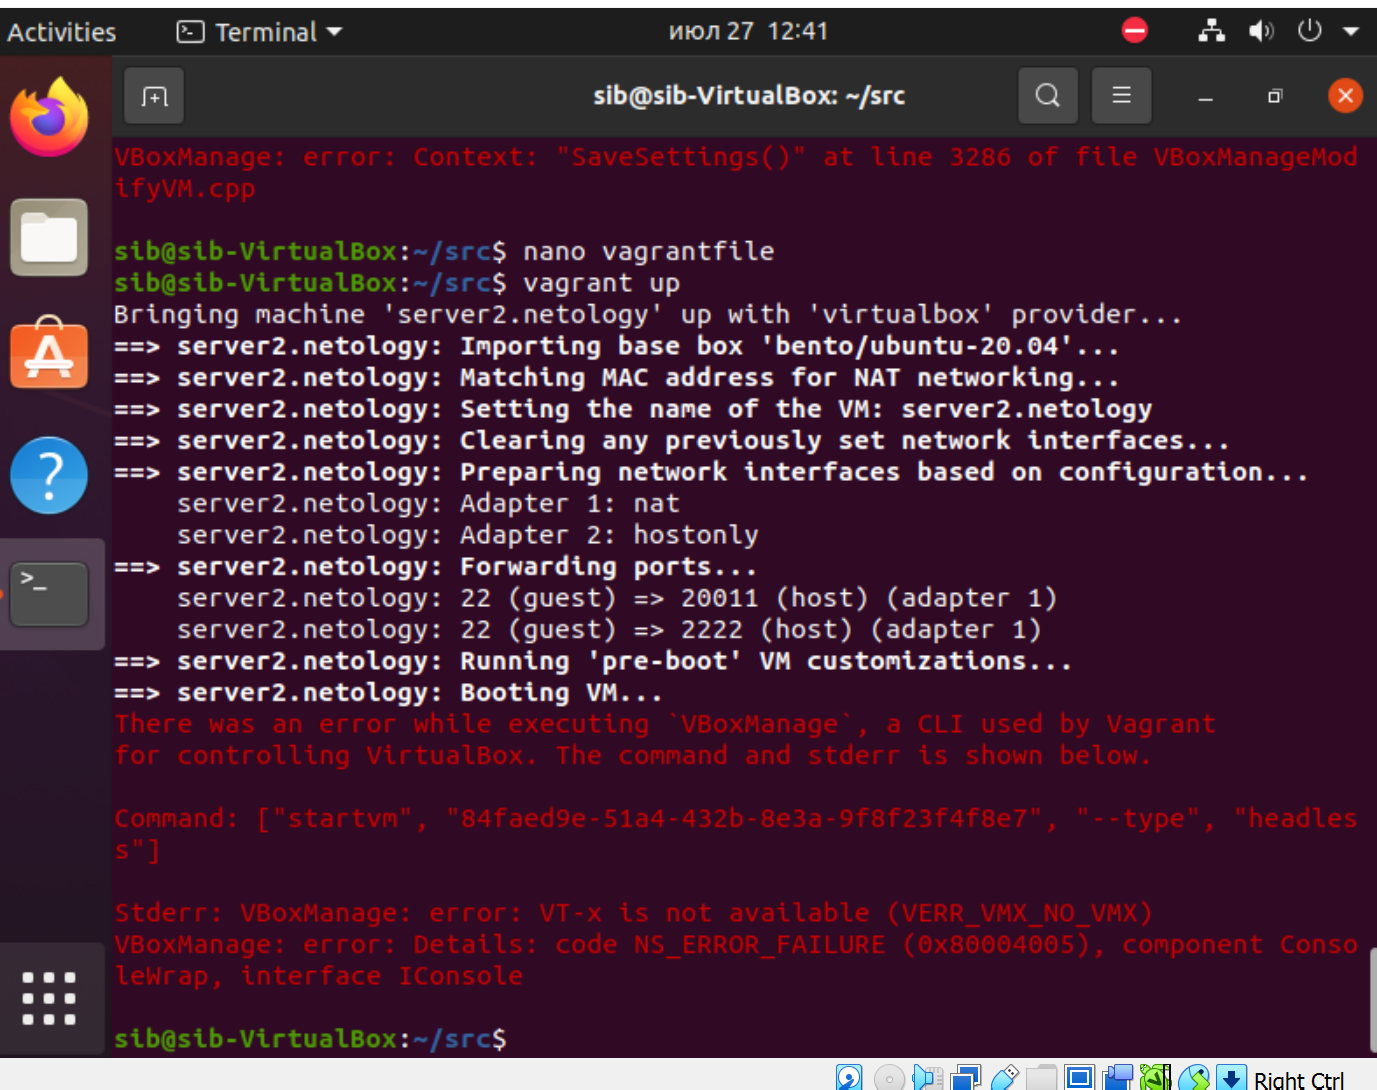 Activities
Terminal
июл 27 12:41
sib@sib-VirtualBox: ~/src
VBoxManage: error: Context: "SaveSettings()" at line 3286 of file VBoxManageMod
ifyVM.cpp
sib@sib-VirtualBox:~/src$ nano vagrantfile
sib@sib-VirtualBox:~/src$ vagrant up
Bringing machine 'server2.netology' up with 'virtualbox' provider...
==> server2.netology: Importing base box 'bento/ubuntu-20.04'...
==> server2.netology: Matching MAC address for NAT networking...
==> server2.netology: Setting the name of the VM: server2.netology
==> server2.netology: Clearing any previously set network interfaces...
==> server2.netology: Preparing network interfaces based on configuration...
server2.netology: Adapter 1: nat
server2.netology: Adapter 2: hostonly
==> server2.netology: Forwarding ports...
server2.netology: 22 (guest) => 20011 (host) (adapter 1)
server2.netology: 22 (guest) => 2222 (host) (adapter 1)
==> server2.netology: Running 'pre-boot' VM customizations...
==> server2.netology: Booting VM...
There was an error while executing `VBoxManage`, a CLI used by Vagrant
for controlling VirtualBox. The command and stderr is shown below.
Command: ["startvm", "84faed9e-51a4-432b-8e3a-9f8f23f4f8e7", "--type", "headles
s"]
Stderr: VBoxManage: error: VT-x is not available (VERR_VMX_NO_VMX)
VBoxManage: error: Details: code NS_ERROR_FAILURE (0x80004005), component Conso
leWrap, interface IConsole
sib@sib-VirtualBox:~/src$
Right Ctrl